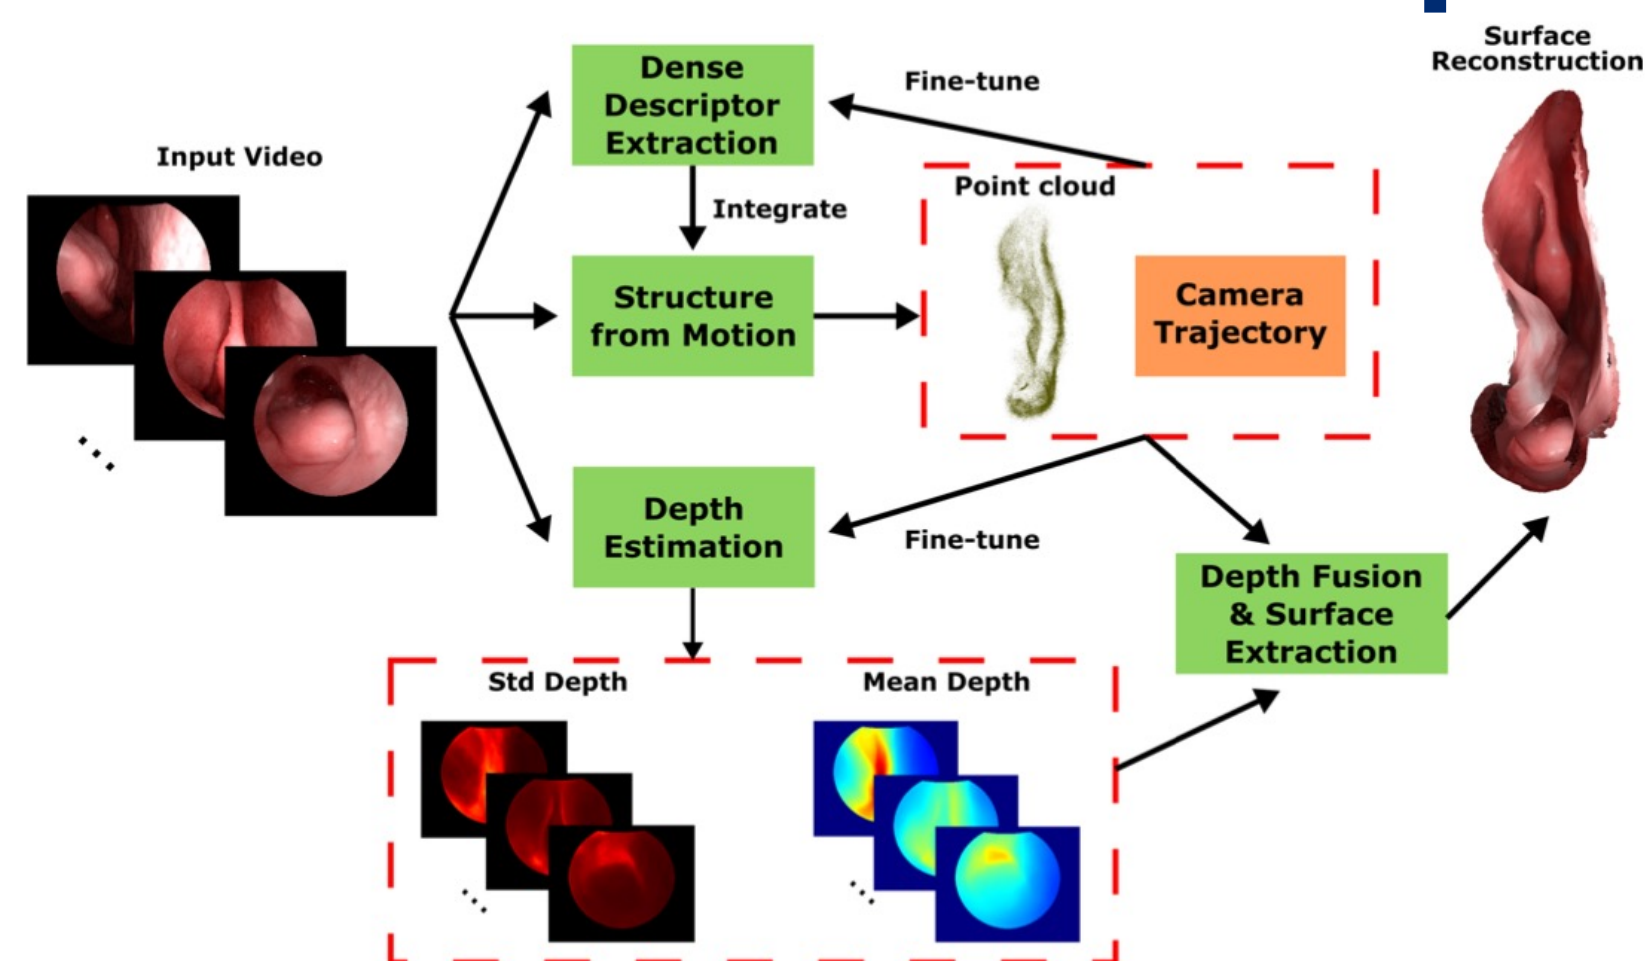 Surface
Reconstruction
Input Video
Dense
Descriptor
Extraction
Fine-tune
Integrate
Point cloud
Structure
from Motion
Camera
Trajectory
Depth
Estimation
Fine-tune
Depth Fusion
& Surface
Extraction
Std Depth
Mean Depth